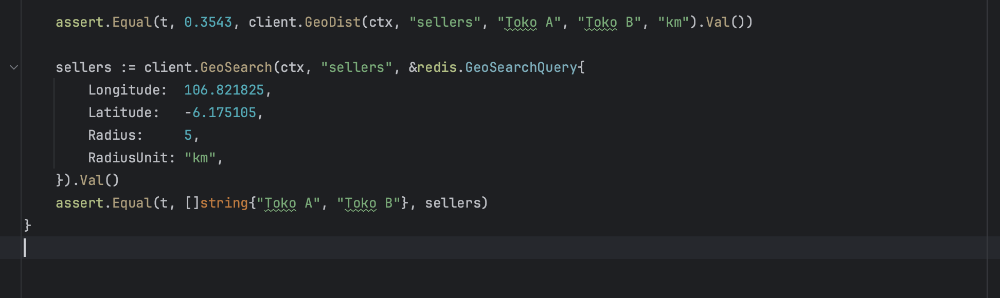 assert.Equal(t, 0.3543, client.GeoDist(ctx, "sellers", "Toko A", "Toko B", "km").Val())
sellers := client.GeoSearch(ctx, "sellers", &redis.GeoSearchQuery{
Longitude: 106.821825,
Latitude: -6.175105,
Radius: 5,
RadiusUnit: "km",
}).Val()
assert.Equal(t, []string{"Toko A", "Toko B"}, sellers)
}